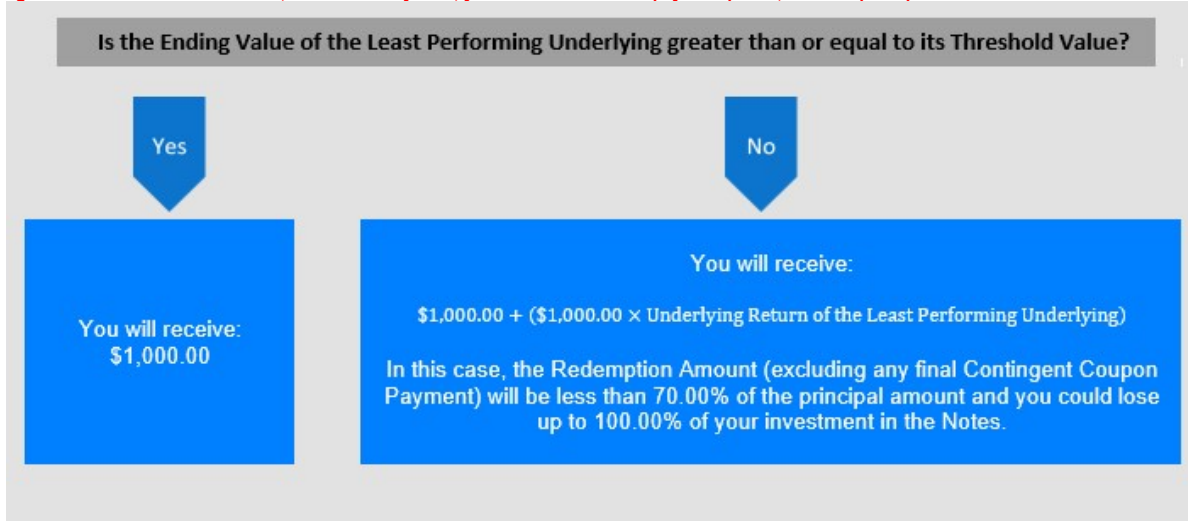 Is the Ending Value of the Least Performing Underlying greater than or equal to its Threshold Value?
Yes
No
You will receive:
$1,000.00
You will receive:
$1,000.00 + ($1,000.00 × Underlying Return of the Least Performing Underlying)
In this case, the Redemption Amount (excluding any final Contingent Coupon
Payment) will be less than 70.00% of the principal amount and you could lose
up to 100.00% of your investment in the Notes.